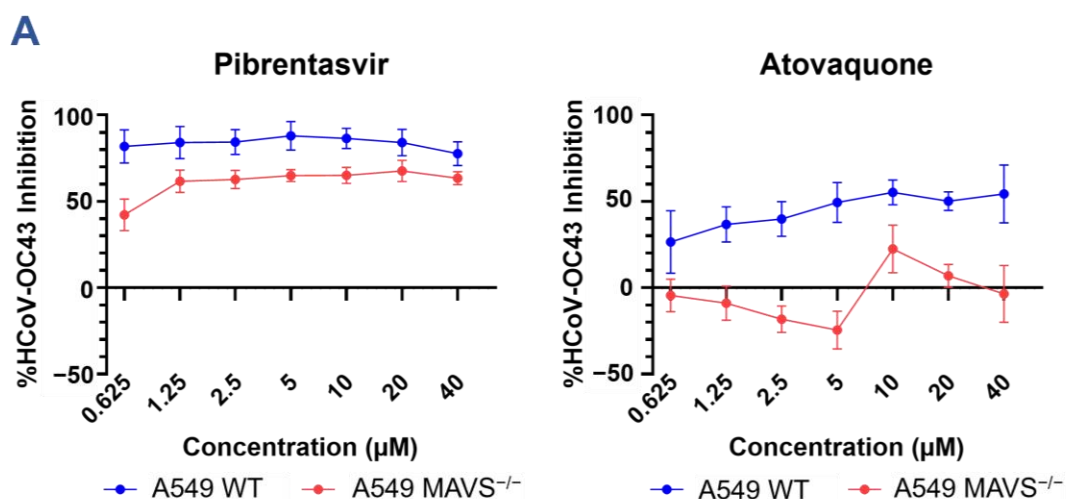 A
Pibrentasvir
%HCoV-OC43 Inhibition
100
50
0
−50
0.625
1.25
2.5
5
10
20
40
Concentration (µM)
A549 WT
A549 MAVS⁻/⁻
Atovaquone
%HCoV-OC43 Inhibition
100
50
0
−50
0.625
1.25
2.5
5
10
20
40
Concentration (µM)
A549 WT
A549 MAVS⁻/⁻